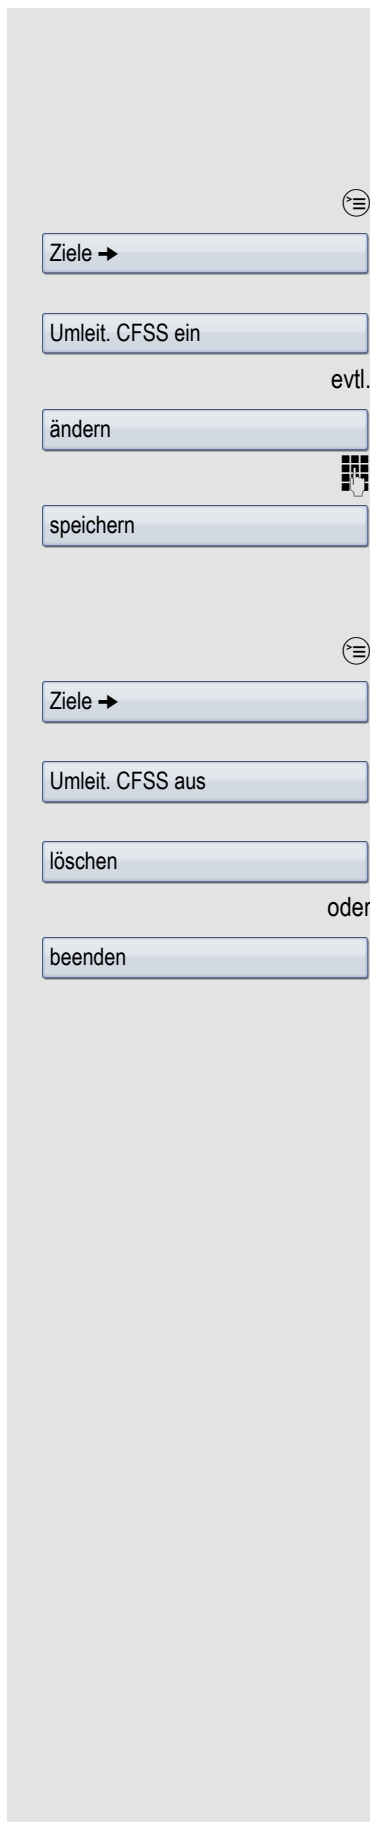 Ziele ➔
Umleit. CFSS ein
evtl.
ändern
speichern
Ziele ➔
Umleit. CFSS aus
löschen
oder
beenden